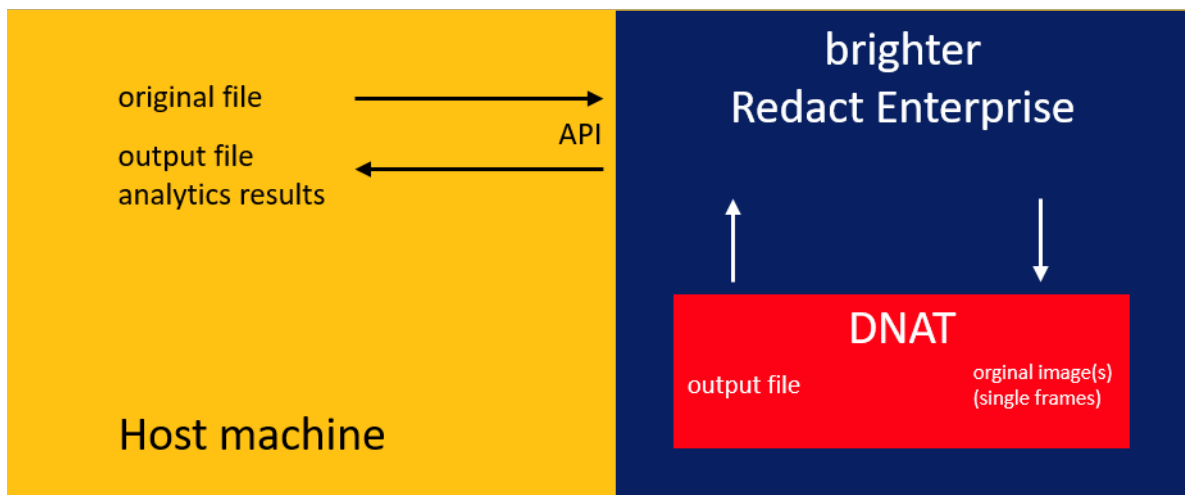 original file
API
output file
analytics results
Host machine
brighter
Redact Enterprise
DNAT
output file
orginal image(s)
(single frames)